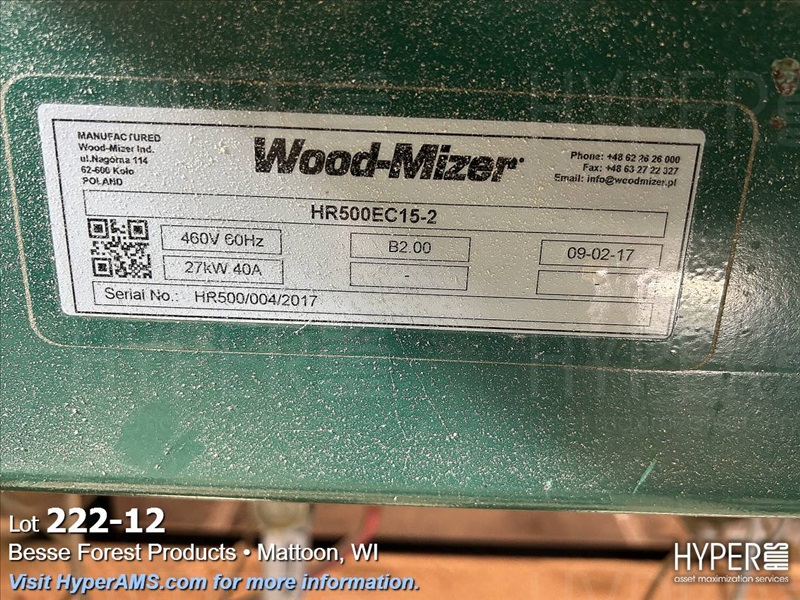 MANUFACTURED
Wood-Mizer Ind.
ul.Nagórna 114
62-600 Koło
POLAND
Wood-Mizer®
Phone: +48 62 26 26 000
Fax: +48 63 27 22 327
Email: info@woodmizer.pl
HR500EC15-2
460V 60Hz
B2.00
09-02-17
27kW 40A
-
Serial No.: HR500/004/2017
Lot 222-12
Besse Forest Products • Mattoon, WI
Visit HyperAMS.com for more information.
HYPER AMS
asset maximization services